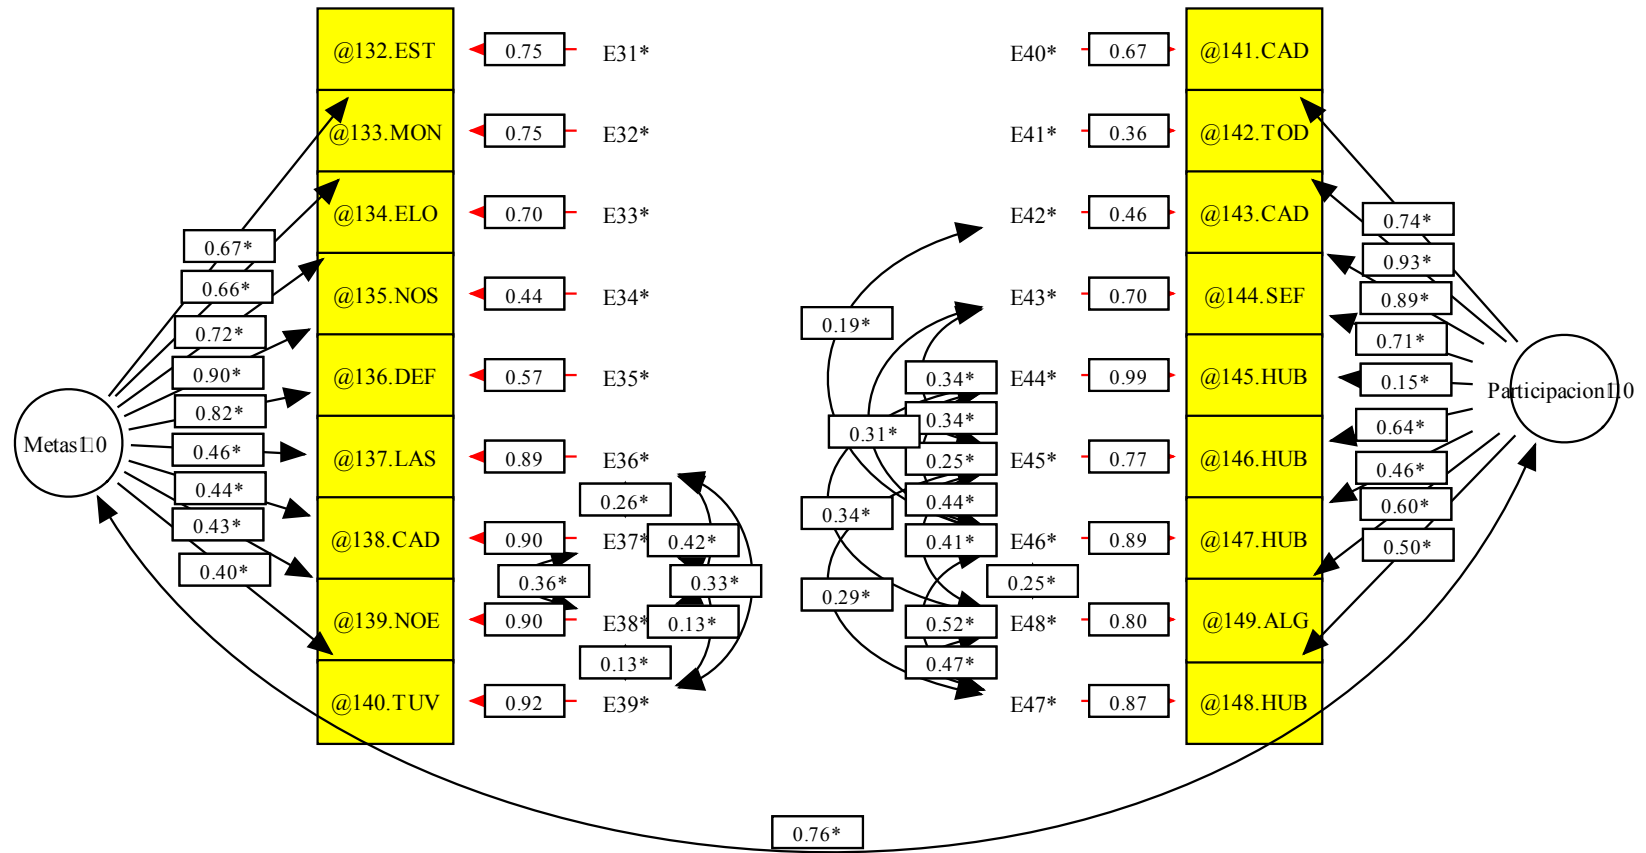 @132.EST 0.75 E31* E40* 0.67 @141.CAD
@133.MON 0.75 E32* E41* 0.36 @142.TOD
@134.ELO 0.70 E33* E42* 0.46 @143.CAD
0.67* 0.74*
0.66* 0.93*
@135.NOS 0.44 E34* E43* 0.70 @144.SEF
0.72* 0.19* 0.89*
0.90* 0.71*
@136.DEF 0.57 E35* 0.34* E44* 0.99 @145.HUB 0.15*
Participacion1.0
0.82* 0.34* 0.64*
0.31*
Metas1.0
0.46* 0.25* 0.46*
@137.LAS 0.89 E36* E45* 0.77 @146.HUB
0.44* 0.26* 0.44* 0.60*
0.43* 0.34*
@138.CAD 0.90 E37* 0.42* 0.41* E46* 0.89 @147.HUB 0.50*
0.40* 0.36* 0.33* 0.29* 0.25*
@139.NOE 0.90 E38* 0.13* 0.52* E48* 0.80 @149.ALG
0.13* 0.47*
@140.TUV 0.92 E39* E47* 0.87 @148.HUB
0.76*